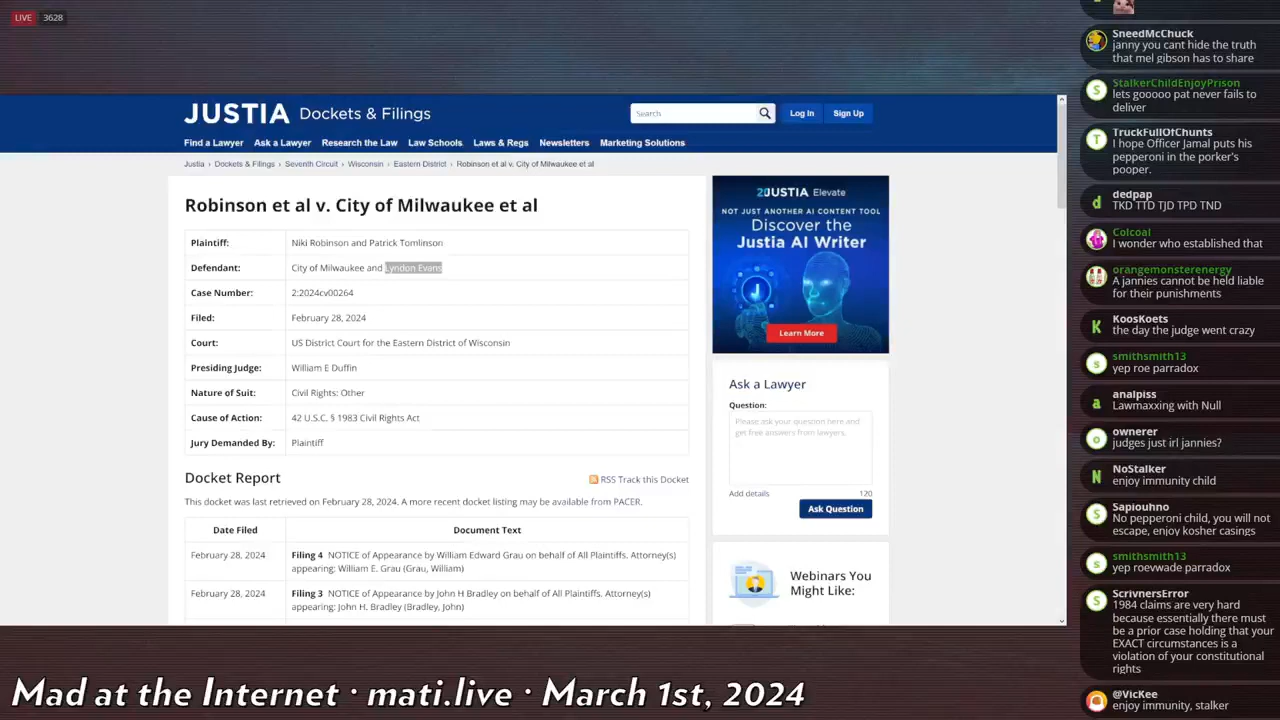 LIVE 3628
JUSTIA Dockets & Filings
Search
Log In
Sign Up
Find a Lawyer Ask a Lawyer Research the Law Law Schools Laws & Regs Newsletters Marketing Solutions
Justia › Dockets & Filings › Seventh Circuit › Wisconsin › Eastern District › Robinson et al v. City of Milwaukee et al
Robinson et al v. City of Milwaukee et al
Plaintiff: Niki Robinson and Patrick Tomlinson
Defendant: City of Milwaukee and Lyndon Evans
Case Number: 2:2024cv00264
Filed: February 28, 2024
Court: US District Court for the Eastern District of Wisconsin
Presiding Judge: William E Duffin
Nature of Suit: Civil Rights: Other
Cause of Action: 42 U.S.C. § 1983 Civil Rights Act
Jury Demanded By: Plaintiff
Docket Report
RSS Track this Docket
This docket was last retrieved on February 28, 2024. A more recent docket listing may be available from PACER.
Date Filed Document Text
February 28, 2024 Filing 4 NOTICE of Appearance by William Edward Grau on behalf of All Plaintiffs. Attorney(s)
appearing: William E. Grau (Grau, William)
February 28, 2024 Filing 3 NOTICE of Appearance by John H Bradley on behalf of All Plaintiffs. Attorney(s)
appearing: John H. Bradley (Bradley, John)
JUSTIA Elevate
NOT JUST ANOTHER AI CONTENT TOOL
Discover the
Justia AI Writer
Learn More
Ask a Lawyer
Question:
Please ask your question here and
get free answers from lawyers.
Add details 120
Ask Question
Webinars You
Might Like:
SneedMcChuck
janny you cant hide the truth
that mel gibson has to share
StalkerChildEnjoyPrison
lets gooooo pat never fails to
deliver
TruckFullOfChunts
I hope Officer Jamal puts his
pepperoni in the porker's
pooper.
dedpap
TKD TTD TJD TPD TND
Colcoal
I wonder who established that
orangemonsterenergy
A jannies cannot be held liable
for their punishments
KoosKoets
the day the judge went crazy
smithsmith13
yep roe parradox
analpiss
Lawmaxxing with Null
ownerer
judges just irl jannies?
NoStalker
enjoy immunity child
Sapiouhno
No pepperoni child, you will not
escape, enjoy kosher casings
smithsmith13
yep roevwade parradox
ScrivnersError
1984 claims are very hard
because essentially there must
be a prior case holding that your
EXACT circumstances is a
violation of your constitutional
rights
@VicKee
enjoy immunity, stalker
Mad at the Internet · mati.live · March 1st, 2024